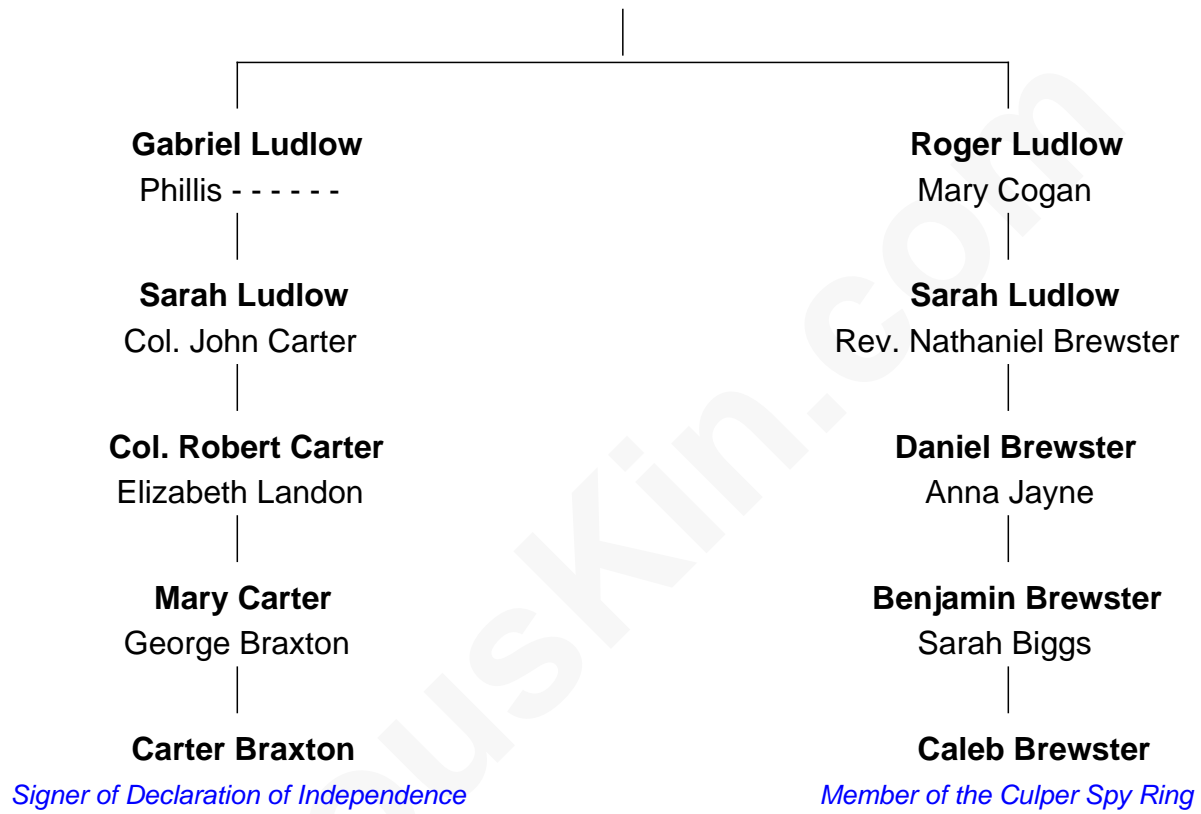 Gabriel Ludlow
Phillis - - - - - -
Sarah Ludlow
Col. John Carter
Col. Robert Carter
Elizabeth Landon
Mary Carter
George Braxton
Carter Braxton
Signer of Declaration of Independence
Roger Ludlow
Mary Cogan
Sarah Ludlow
Rev. Nathaniel Brewster
Daniel Brewster
Anna Jayne
Benjamin Brewster
Sarah Biggs
Caleb Brewster
Member of the Culper Spy Ring
ousKin.com